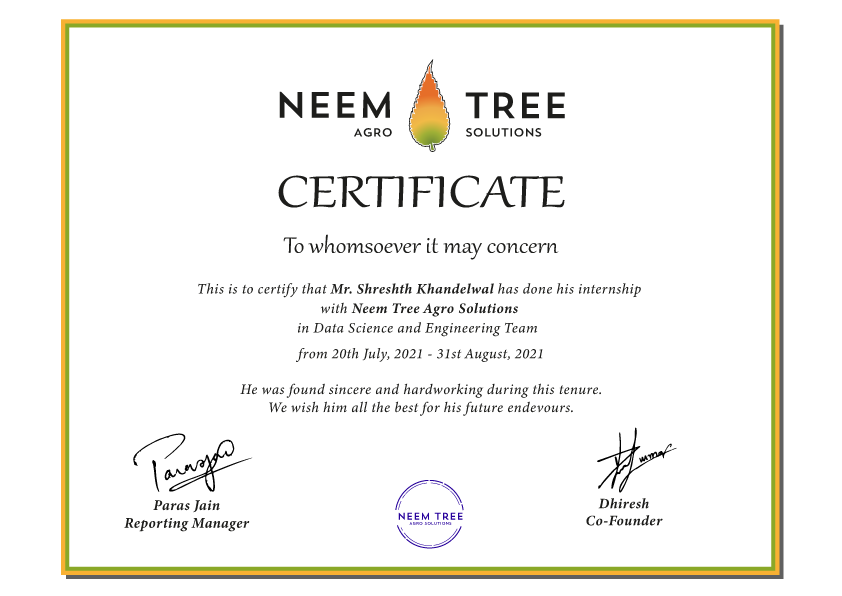 NEEM TREE
AGRO SOLUTIONS
CERTIFICATE
To whomsoever it may concern
This is to certify that Mr. Shreshth Khandelwal has done his internship
with Neem Tree Agro Solutions
in Data Science and Engineering Team
from 20th July, 2021 - 31st August, 2021
He was found sincere and hardworking during this tenure.
We wish him all the best for his future endevours.
Paras Jain
Reporting Manager
NEEM TREE
AGRO SOLUTIONS
Dhiresh
Co-Founder